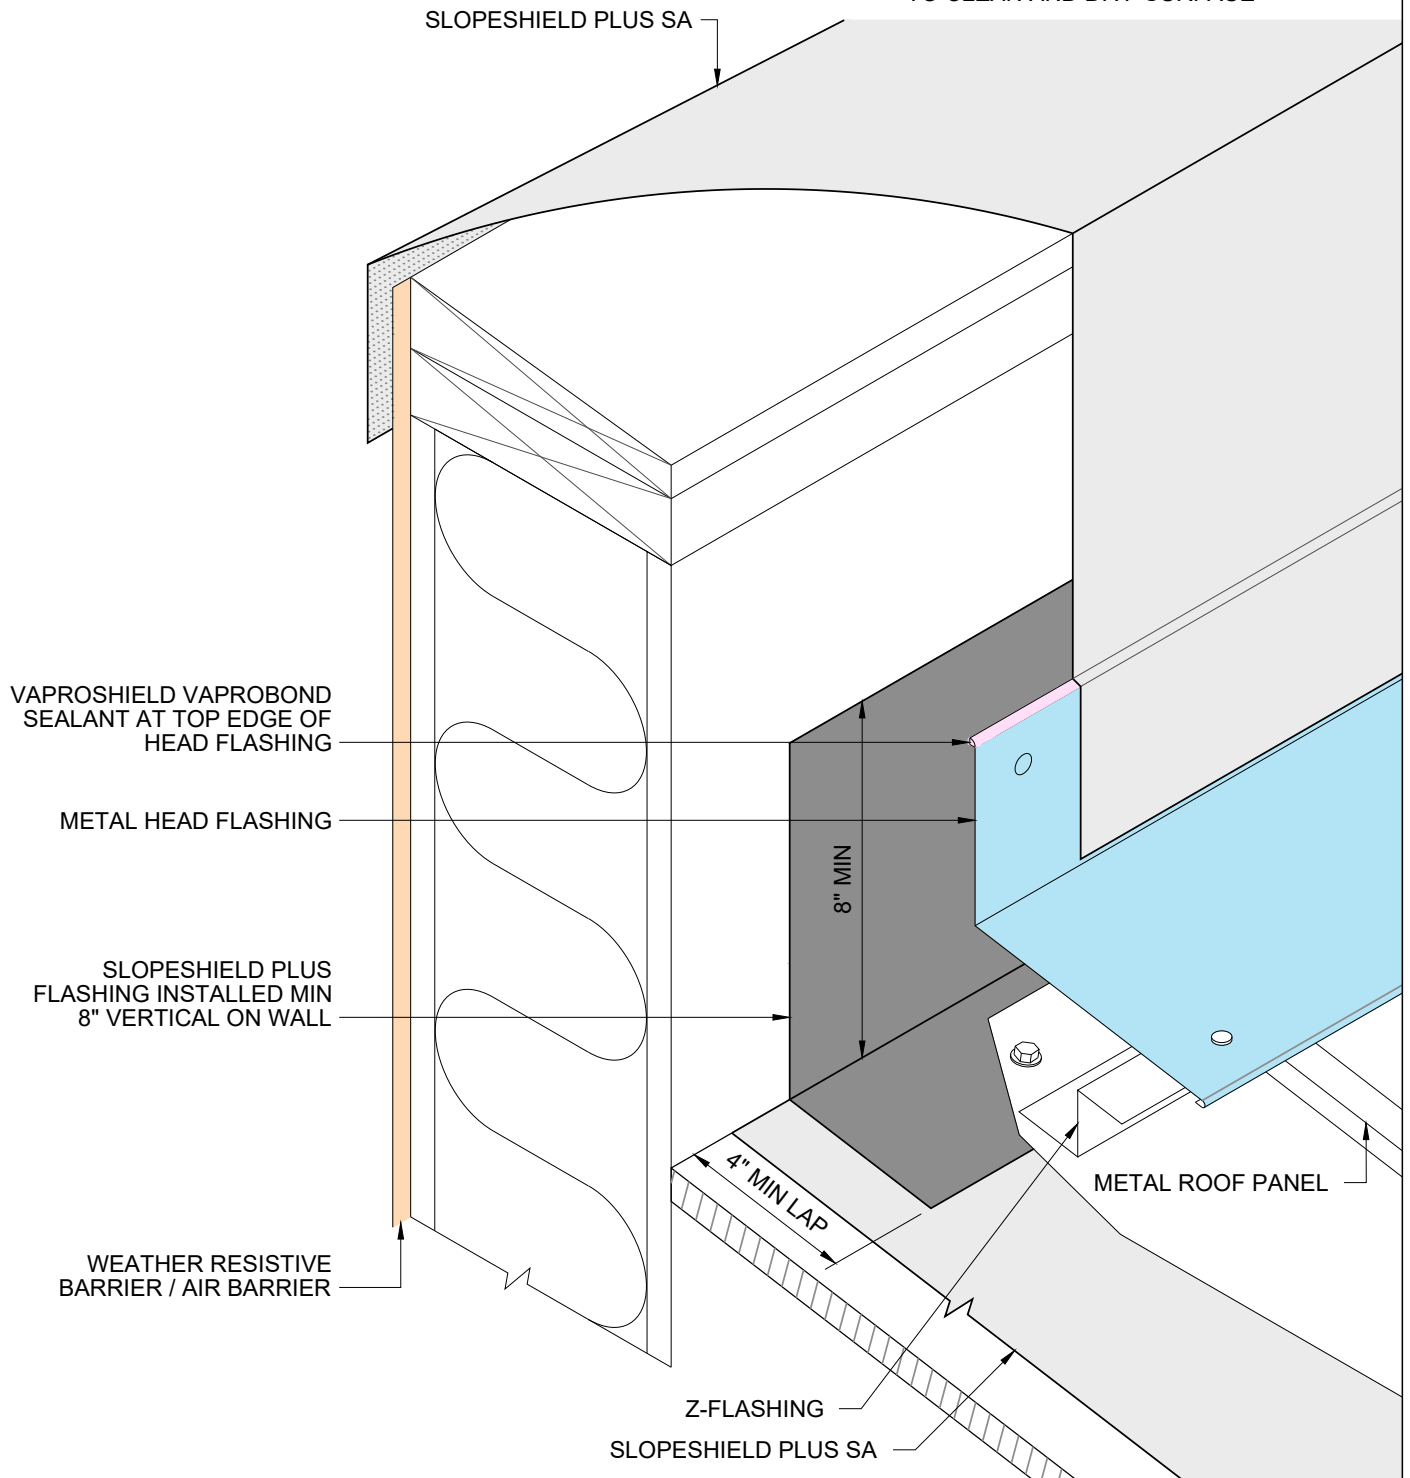 SLOPESHIELD PLUS SA
VAPROSHIELD VAPROBOND
SEALANT AT TOP EDGE OF
HEAD FLASHING
METAL HEAD FLASHING
8" MIN
SLOPESHIELD PLUS
FLASHING INSTALLED MIN
8" VERTICAL ON WALL
4" MIN LAP
METAL ROOF PANEL
WEATHER RESISTIVE
BARRIER / AIR BARRIER
Z-FLASHING
SLOPESHIELD PLUS SA